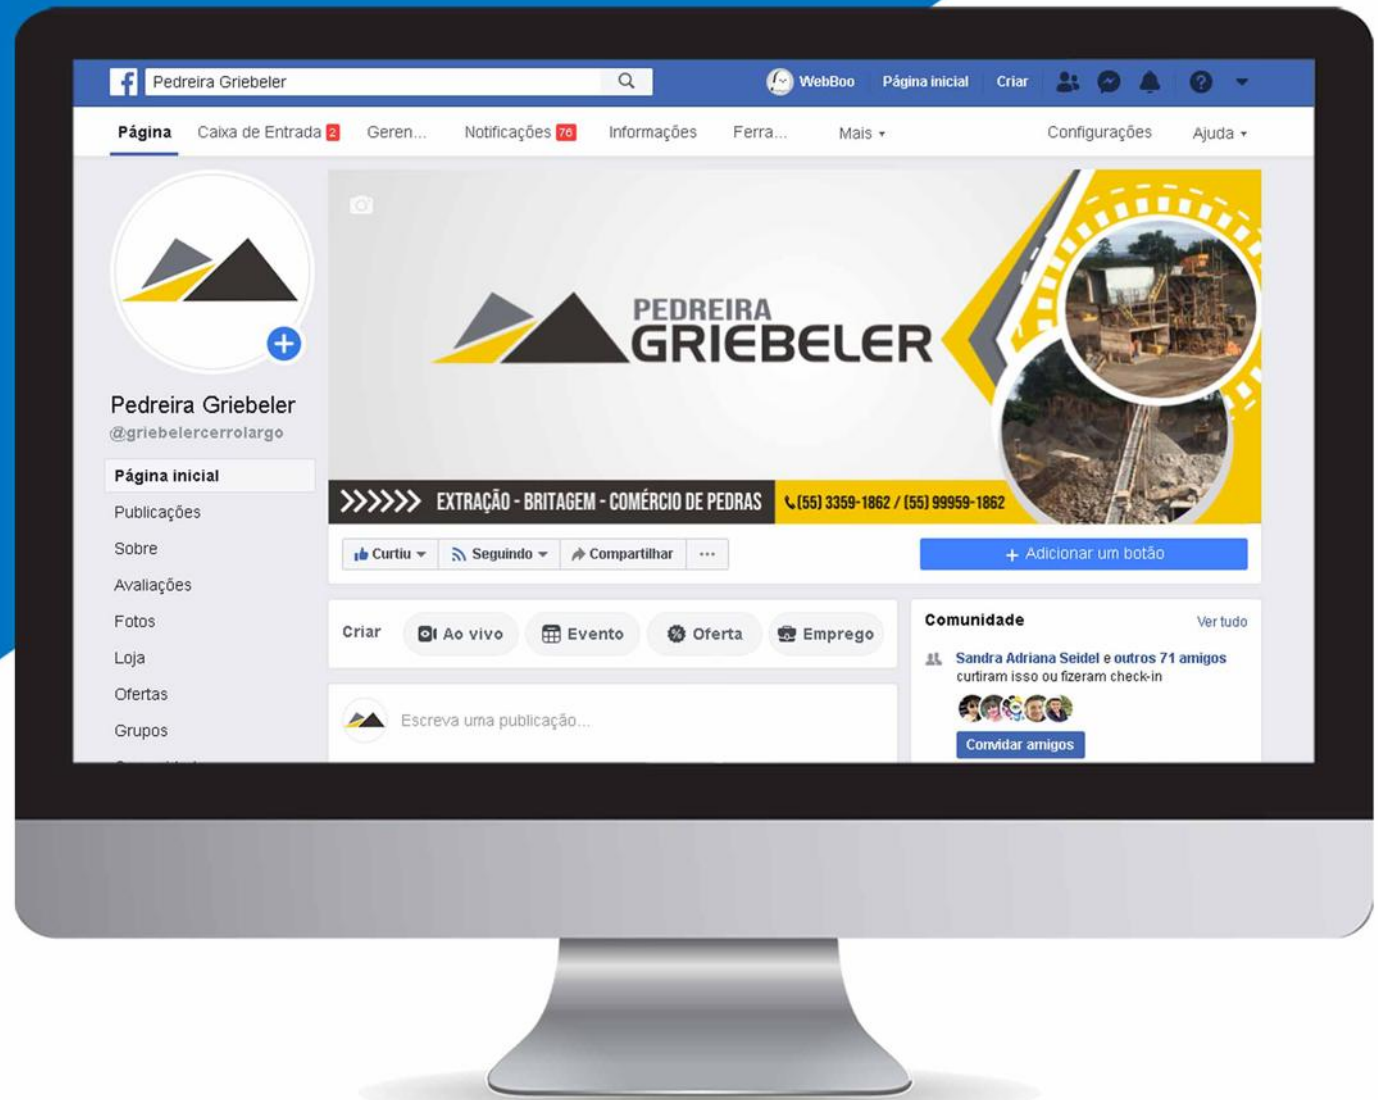 Pedreira Griebeler
WebBoo Página inicial Criar
Página Caixa de Entrada 2 Geren... Notificações 76 Informações Ferra... Mais Configurações Ajuda
PEDREIRA
GRIEBELER
Pedreira Griebeler
@griebelercerrolargo
EXTRAÇÃO - BRITAGEM - COMÉRCIO DE PEDRAS (55) 3359-1862 / (55) 99959-1862
Página inicial
Publicações
Sobre
Avaliações
Fotos
Loja
Ofertas
Grupos
Curtiu Seguindo Compartilhar ... + Adicionar um botão
Criar Ao vivo Evento Oferta Emprego
Escreva uma publicação...
Comunidade Ver tudo
Sandra Adriana Seidel e outros 71 amigos
curtiram isso ou fizeram check-in
Convidar amigos